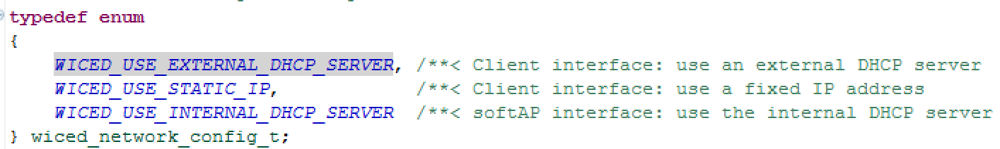 typedef enum
{
    WICED_USE_EXTERNAL_DHCP_SERVER, /**< Client interface: use an external DHCP server
    WICED_USE_STATIC_IP,            /**< Client interface: use a fixed IP address
    WICED_USE_INTERNAL_DHCP_SERVER  /**< softAP interface: use the internal DHCP server
} wiced_network_config_t;